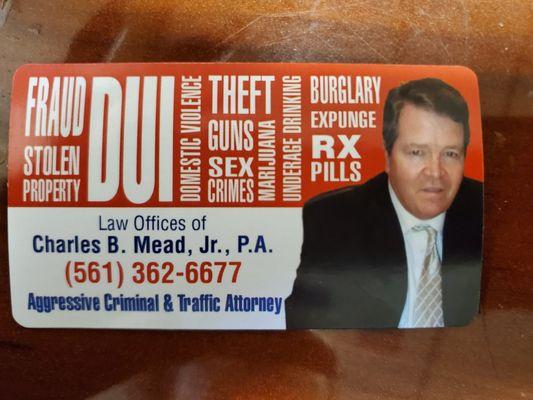 FRAUD
STOLEN
PROPERTY
DUI
DOMESTIC VIOLENCE
THEFT
GUNS
SEX
CRIMES
MARIJUANA
UNDERAGE DRINKING
BURGLARY
EXPUNGE
RX
PILLS
Law Offices of
Charles B. Mead, Jr., P.A.
(561) 362-6677
Aggressive Criminal & Traffic Attorney